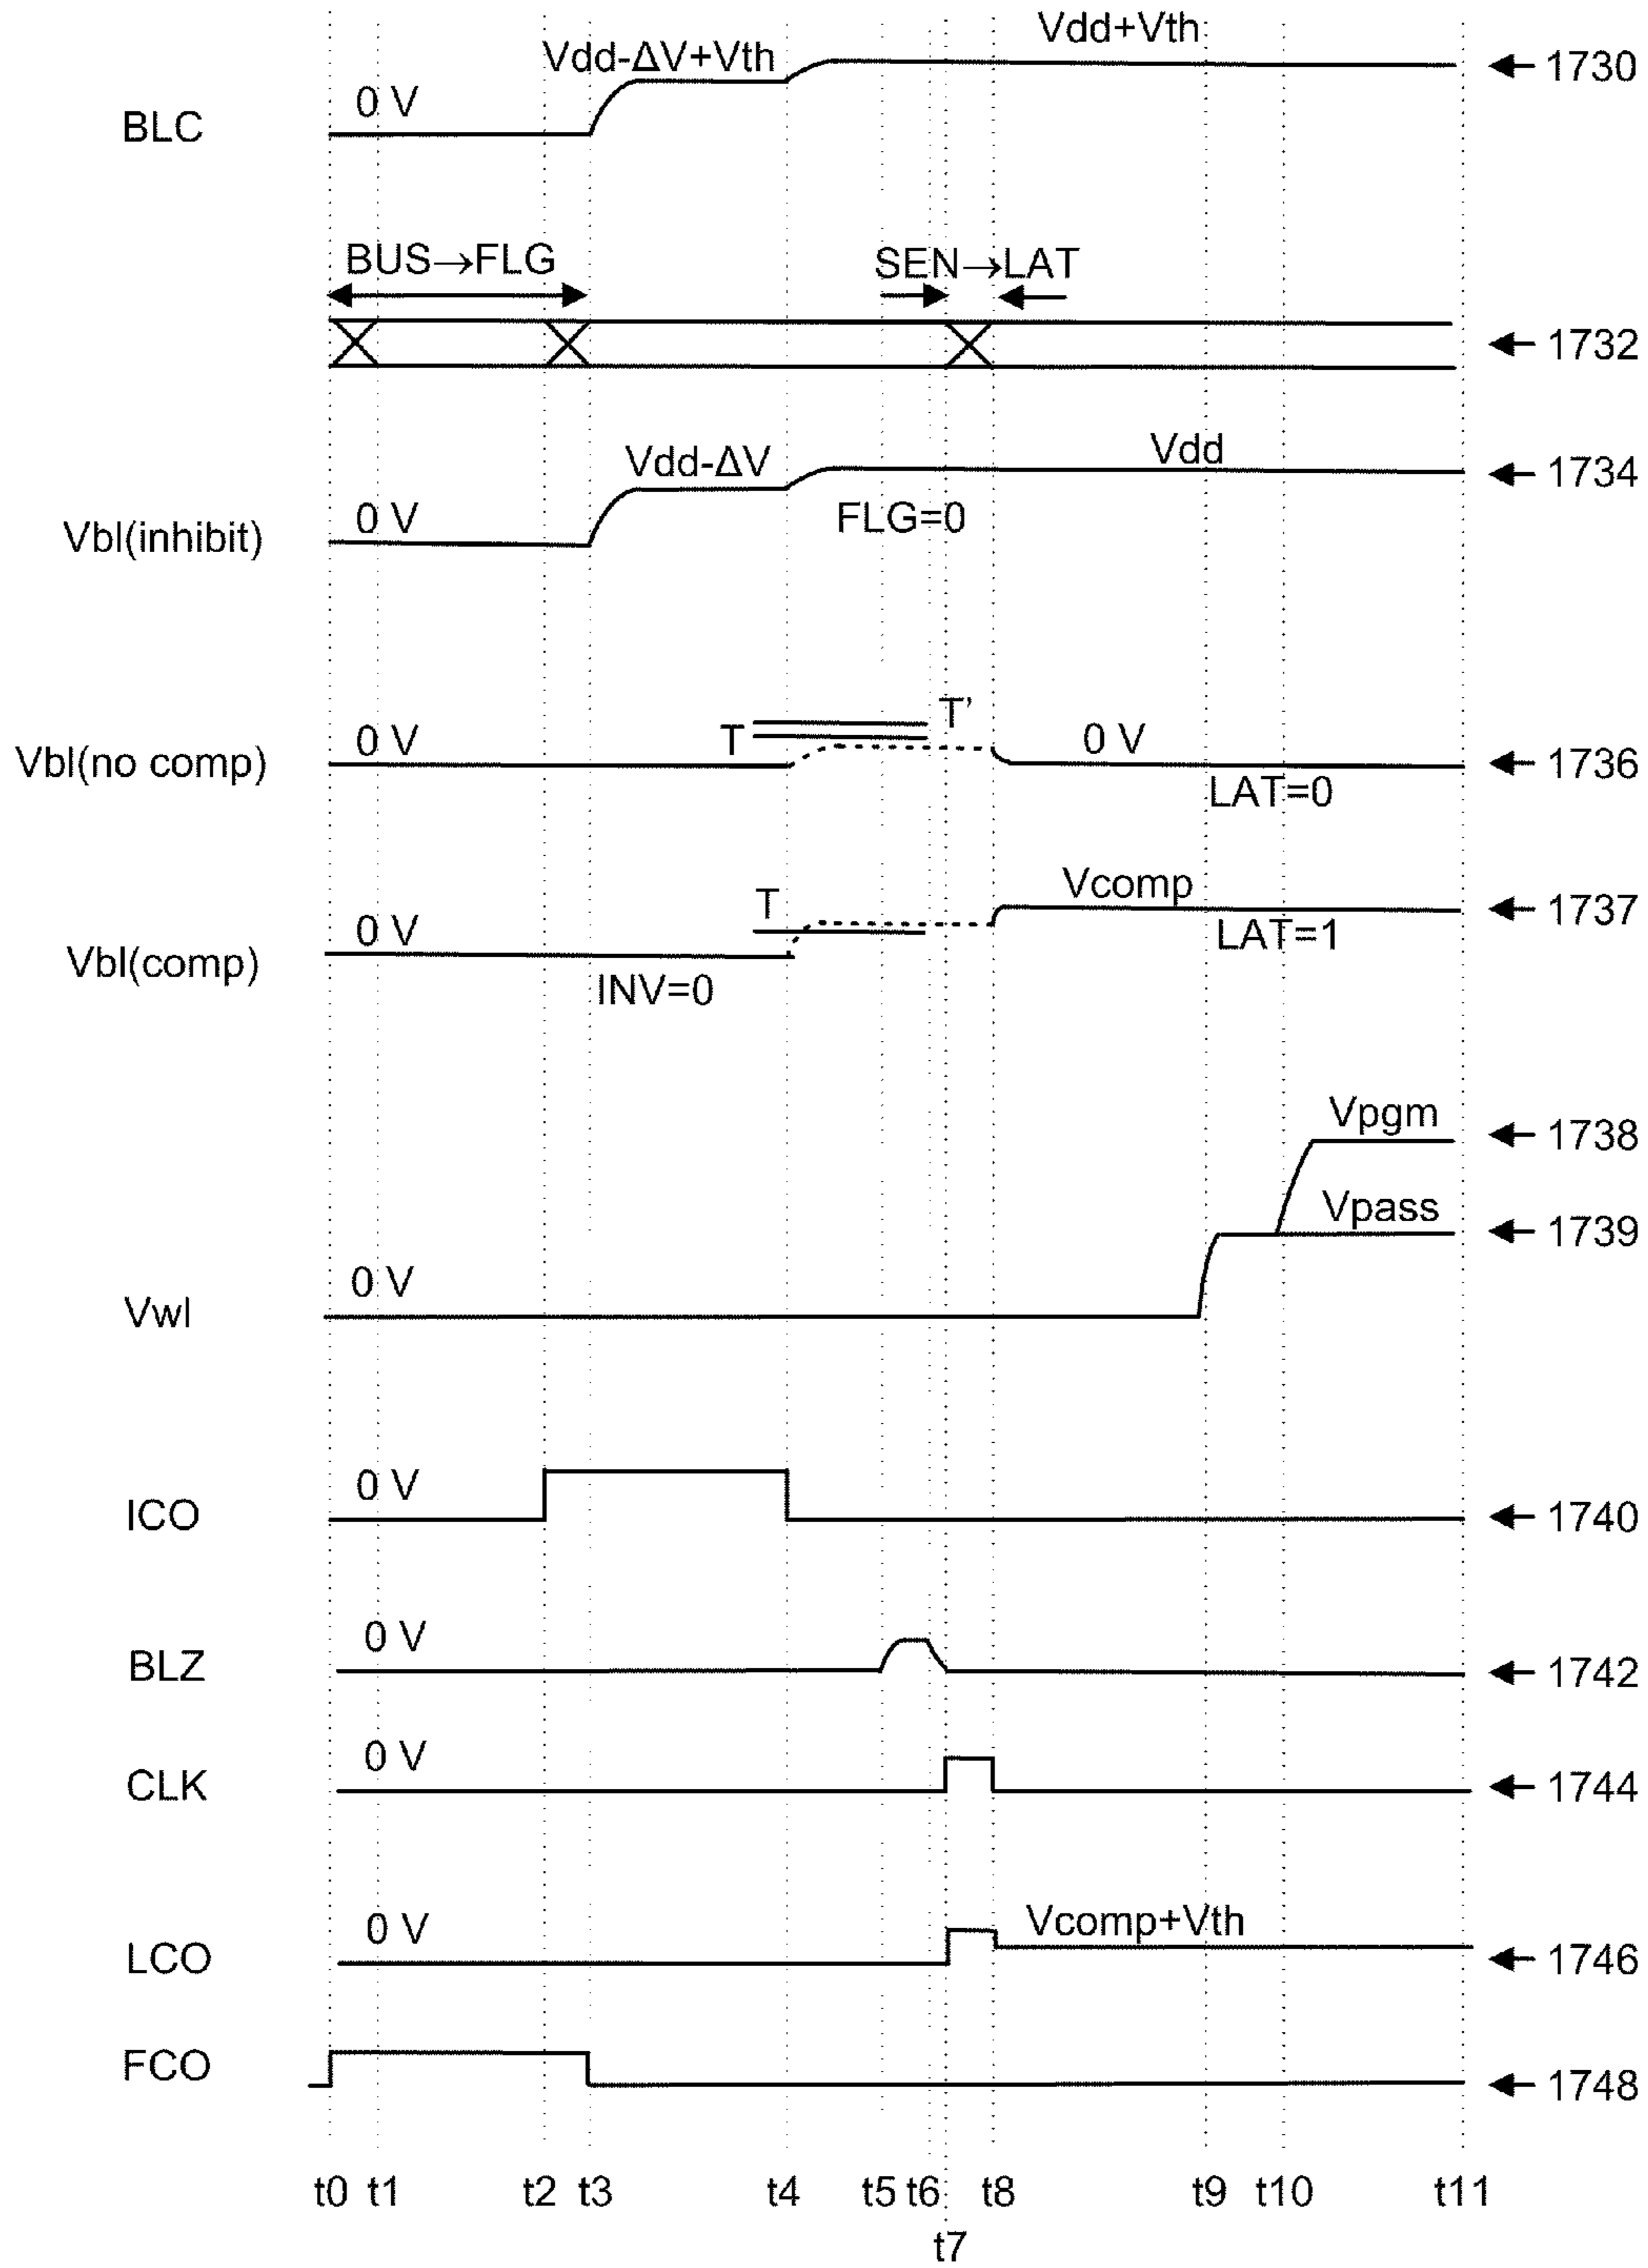 Vdd+Vth
Vdd-ΔV+Vth
1730
0 V
BLC
BUS→FLG
SEN→LAT
1732
Vdd-ΔV
Vdd
1734
0 V
FLG=0
Vbl(inhibit)
T'
T
0 V
0 V
Vbl(no comp)
1736
LAT=0
T
Vcomp
1737
0 V
LAT=1
Vbl(comp)
INV=0
Vpgm
1738
Vpass
1739
0 V
Vwl
0 V
ICO
1740
0 V
BLZ
1742
0 V
CLK
1744
0 V
Vcomp+Vth
LCO
1746
FCO
1748
t0 t1 t2 t3 t4 t5 t6 t8 t9 t10 t11
t7